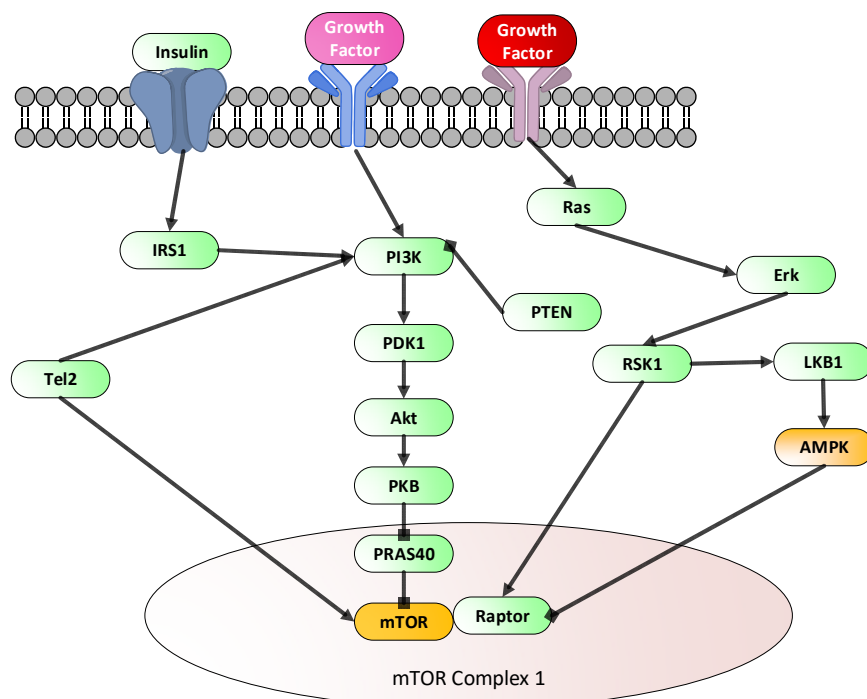 Insulin
Growth
Factor
Growth
Factor
Ras
IRS1
PI3K
Erk
PTEN
PDK1
RSK1
LKB1
Tel2
Akt
AMPK
PKB
PRAS40
mTOR
Raptor
mTOR Complex 1